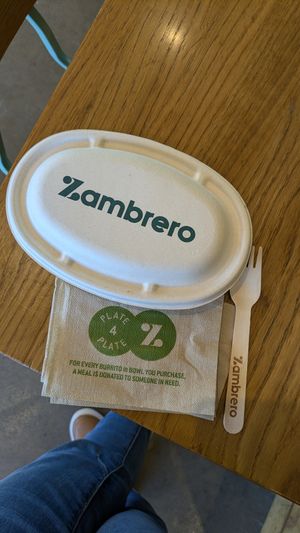 Zambrero
PLATE
4
PLATE
Z
FOR EVERY BURRITO OR BOWL YOU PURCHASE,
A MEAL IS DONATED TO SOMEONE IN NEED.
Zambrero